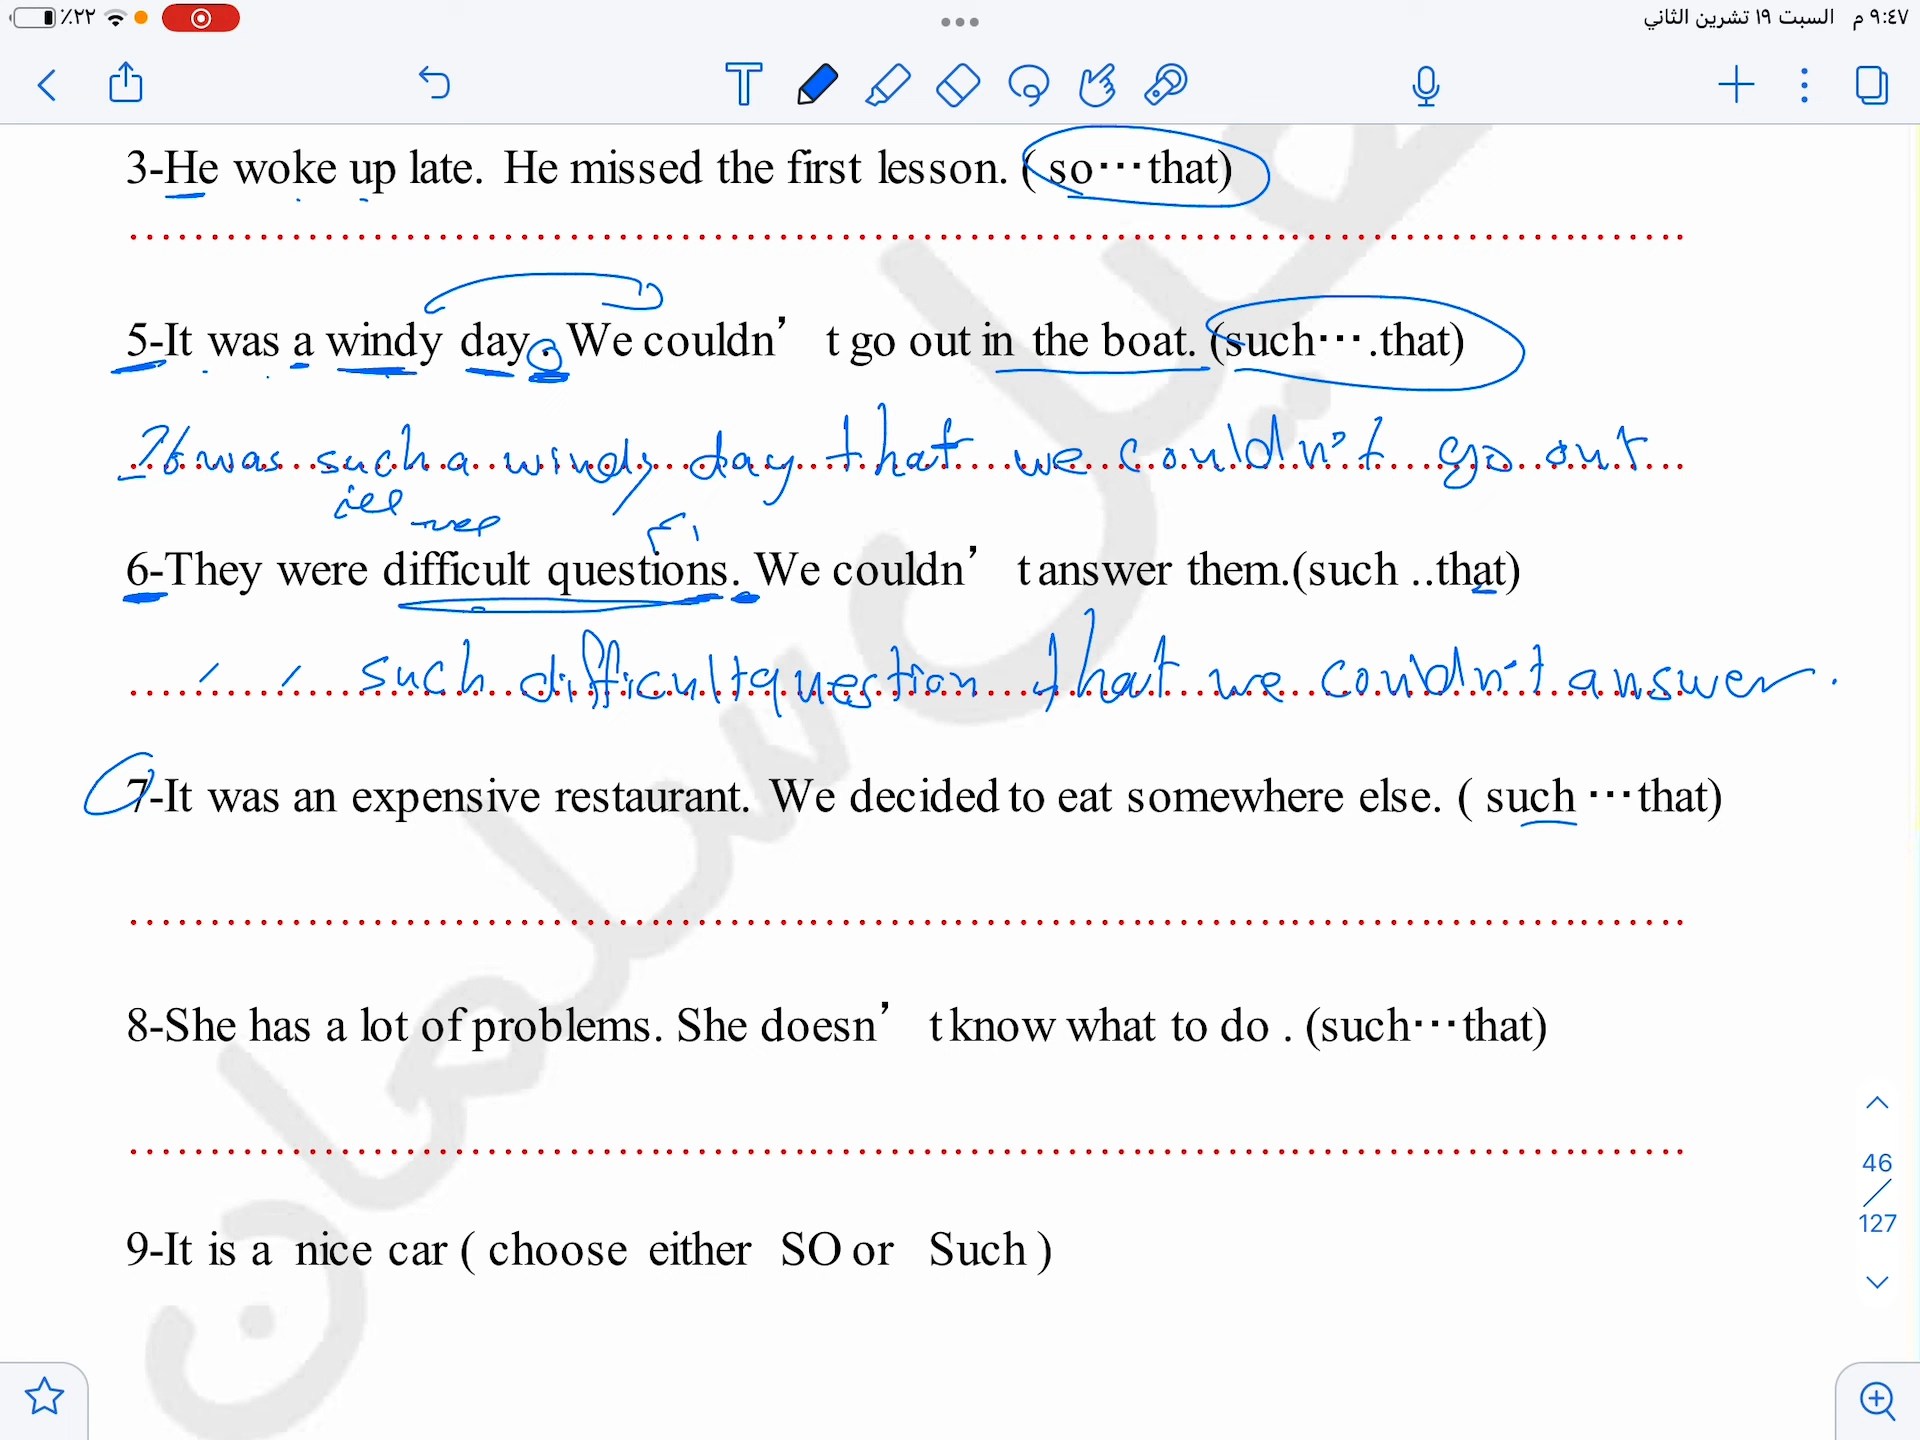 ٪٢٢
٩:٤٧ م السبت ١٩ تشرين الثاني
3-He woke up late. He missed the first lesson. ( so…that)
5-It was a windy day. We couldn’t go out in the boat. (such….that)
It was such a windy day that we couldn't go out
6-They were difficult questions. We couldn’t answer them.(such ..that)
such difficult question that we couldn't answer.
7-It was an expensive restaurant. We decided to eat somewhere else. ( such …that)
8-She has a lot of problems. She doesn’t know what to do . (such…that)
9-It is a nice car ( choose either SO or Such )
46
127